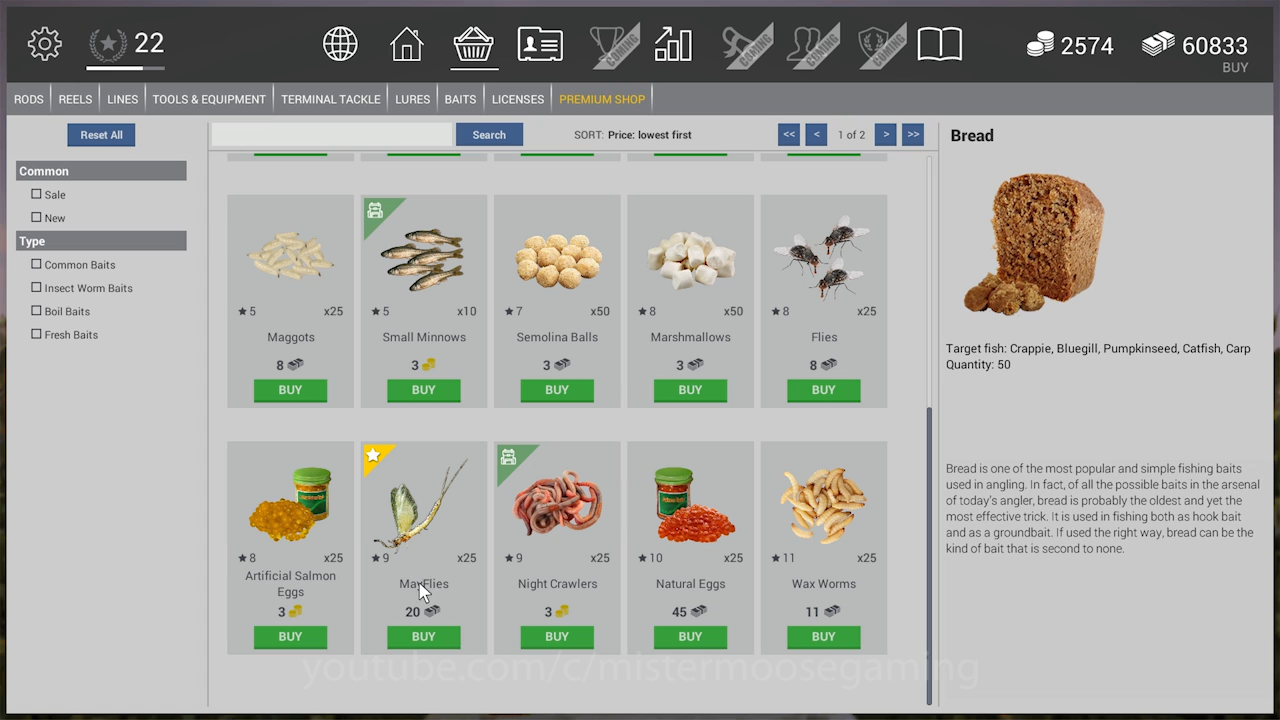 22
COMING
COMING
COMING
COMING
2574
60833
BUY
RODS
REELS
LINES
TOOLS & EQUIPMENT
TERMINAL TACKLE
LURES
BAITS
LICENSES
PREMIUM SHOP
Reset All
Search
SORT: Price: lowest first
<<
<
1 of 2
>
>>
Common
Sale
New
Type
Common Baits
Insect Worm Baits
Boil Baits
Fresh Baits
5 x25
Maggots
8
BUY
5 x10
Small Minnows
3
BUY
7 x50
Semolina Balls
3
BUY
8 x50
Marshmallows
3
BUY
8 x25
Flies
8
BUY
8 x25
Artificial Salmon
Eggs
3
BUY
9 x25
MayFlies
20
BUY
9 x25
Night Crawlers
3
BUY
10 x25
Natural Eggs
45
BUY
11 x25
Wax Worms
11
BUY
Bread
Target fish: Crappie, Bluegill, Pumpkinseed, Catfish, Carp
Quantity: 50
Bread is one of the most popular and simple fishing baits
used in angling. In fact, of all the possible baits in the arsenal
of today's angler, bread is probably the oldest and yet the
most effective trick. It is used in fishing both as hook bait
and as a groundbait. If used the right way, bread can be the
kind of bait that is second to none.
youtube.com/c/mistermoosegaming